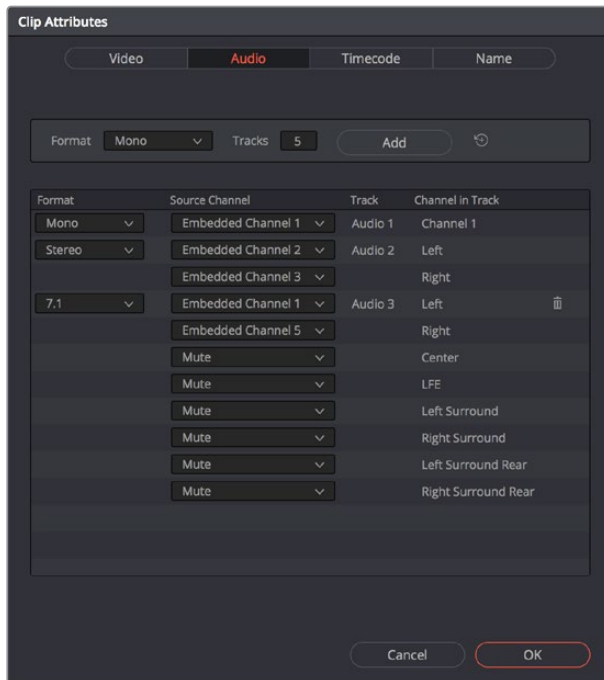 Clip Attributes
Video Audio Timecode Name
Format Mono Tracks 5 Add
Format Source Channel Track Channel in Track
Mono Embedded Channel 1 Audio 1 Channel 1
Stereo Embedded Channel 2 Audio 2 Left
Embedded Channel 3 Right
7.1 Embedded Channel 1 Audio 3 Left
Embedded Channel 5 Right
Mute Center
Mute LFE
Mute Left Surround
Mute Right Surround
Mute Left Surround Rear
Mute Right Surround Rear
Cancel OK